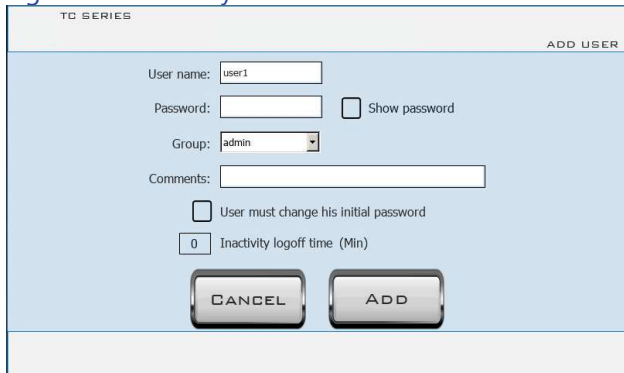 TC SERIES
ADD USER
User name: user1
Password: Show password
Group: admin
Comments:
User must change his initial password
0 Inactivity logoff time (Min)
CANCEL ADD